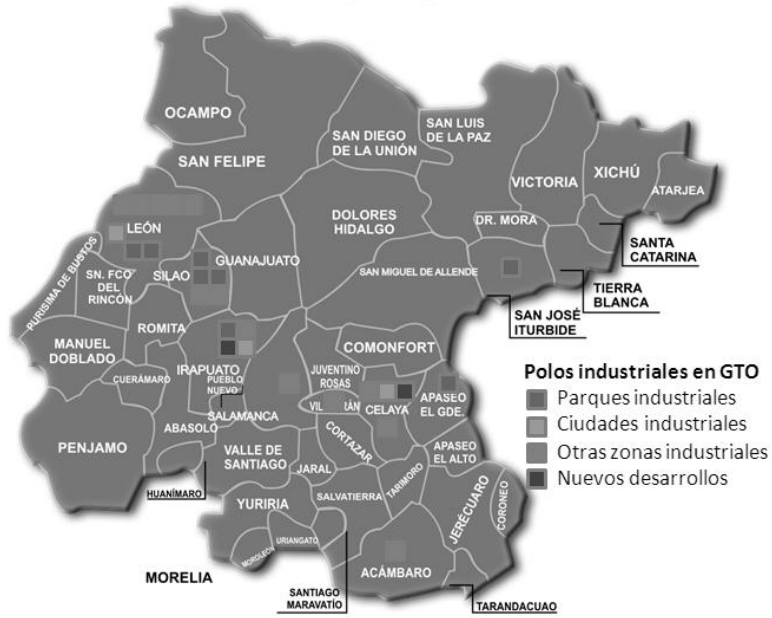 OCAMPO
SAN FELIPE
SAN DIEGO
DE LA UNIÓN
SAN LUIS
DE LA PAZ
VICTORIA
XICHÚ
ATARJEA
DR. MORA
SANTA
CATARINA
TIERRA
BLANCA
SAN JOSÉ
ITURBIDE
LEÓN
SILAO
GUANAJUATO
DOLORES
HIDALGO
SAN MIGUEL DE ALLENDE
PURISIMA DE BUSTOS
SN. FCO
DEL
RINCÓN
ROMITA
MANUEL
DOBLADO
CUERÁMARO
IRAPUATO
PUEBLO
NUEVO
SALAMANCA
ABASOLO
PENJAMO
HUANÍMARO
COMONFORT
JUVENTINO
ROSAS
VIL
LÁN
CELAYA
APASEO
EL GDE.
APASEO
EL ALTO
CORTAZAR
VALLE DE
SANTIAGO
JARAL
TARIMORO
SALVATIERRA
YURIRIA
URIANGATO
MOROLEÓN
JERÉCUARO
CORONEO
ACÁMBARO
MORELIA
SANTIAGO
MARAVATÍO
TARANDACUAO
Polos industriales en GTO
Parques industriales
Ciudades industriales
Otras zonas industriales
Nuevos desarrollos